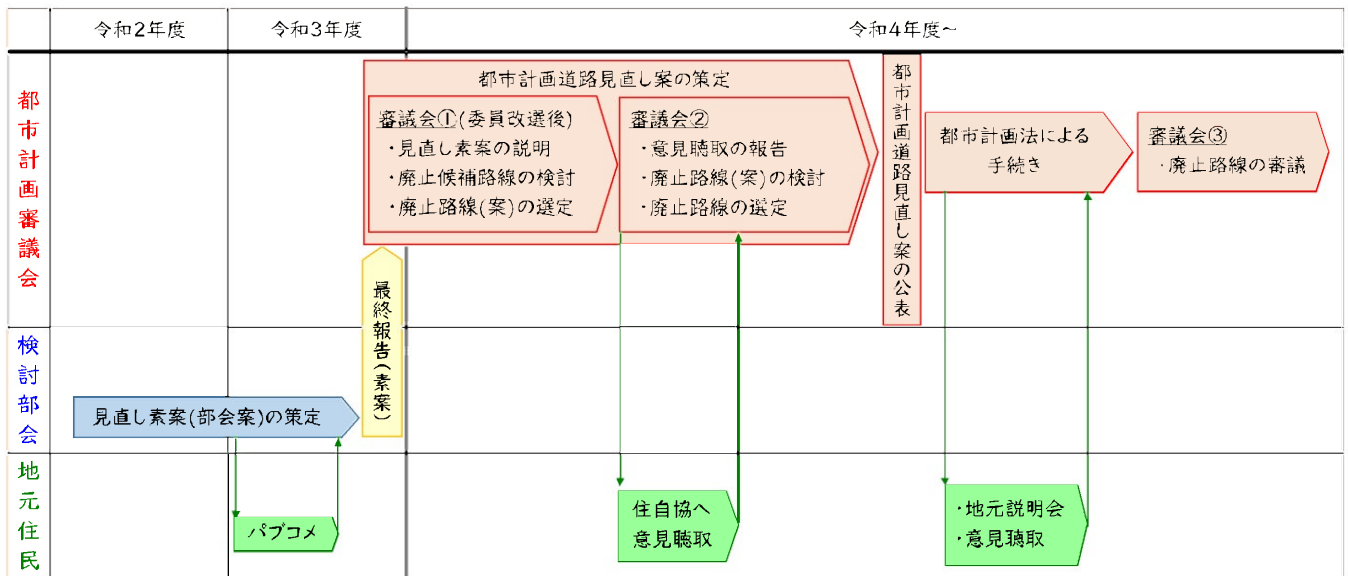 令和2年度
令和3年度
令和4年度～
都市計画審議会
都市計画道路見直し案の策定
審議会①(委員改選後)
・見直し素案の説明
・廃止候補路線の検討
・廃止路線(案)の選定
審議会②
・意見聴取の報告
・廃止路線(案)の検討
・廃止路線の選定
都市計画道路見直し案の公表
都市計画法による
手続き
審議会③
・廃止路線の審議
最終報告(素案)
検討部会
見直し素案(部会案)の策定
地元住民
パブコメ
住自協へ
意見聴取
・地元説明会
・意見聴取